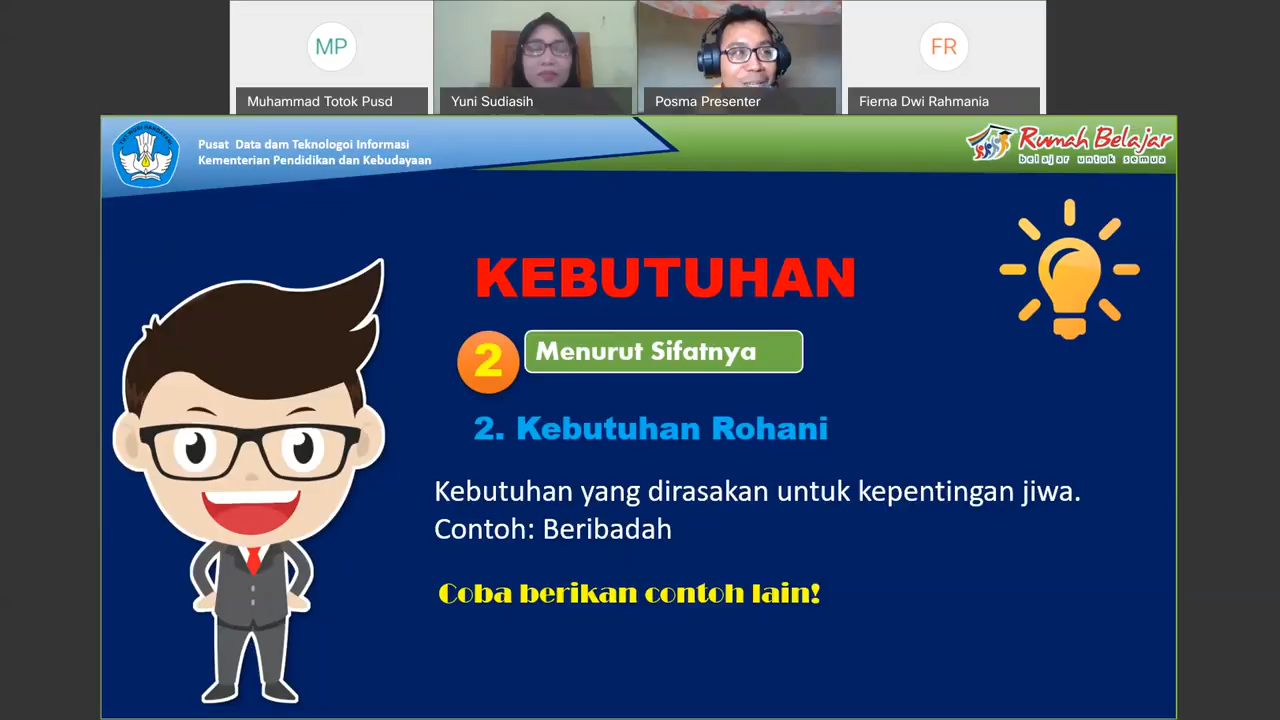 MP
FR
Muhammad Totok Pusd
Yuni Sudiasih
Posma Presenter
Fierna Dwi Rahmania
Pusat Data dam Teknologoi Informasi
Kementerian Pendidikan dan Kebudayaan
Rumah Belajar
belajar untuk semua
KEBUTUHAN
2
Menurut Sifatnya
2. Kebutuhan Rohani
Kebutuhan yang dirasakan untuk kepentingan jiwa.
Contoh: Beribadah
Coba berikan contoh lain!